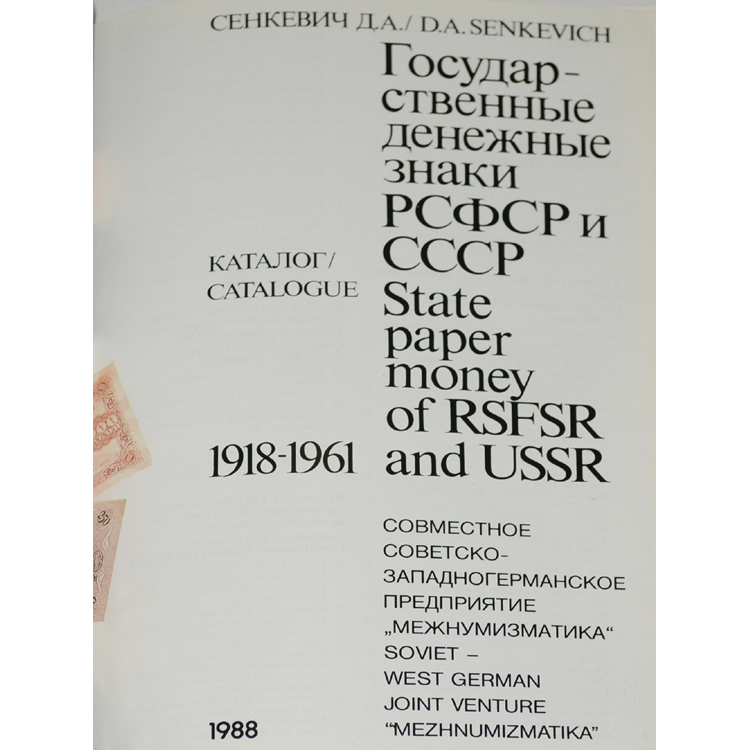 СЕНКЕВИЧ Д.А./ D.A. SENKEVICH
Государ-
ственные
денежные
знаки
РСФСР и
СССР
КАТАЛОГ/
CATALOGUE
State
paper
money
of RSFSR
and USSR
1918-1961
СОВМЕСТНОЕ
СОВЕТСКО-
ЗАПАДНОГЕРМАНСКОЕ
ПРЕДПРИЯТИЕ
„МЕЖНУМИЗМАТИКА“
SOVIET –
WEST GERMAN
JOINT VENTURE
“MEZHNUMIZMATIKA”
1988